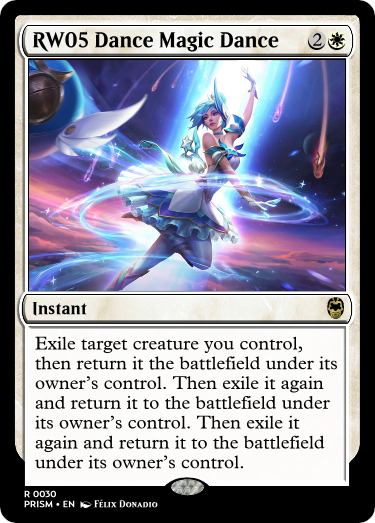 RW05 Dance Magic Dance 2
Instant
Exile target creature you control,
then return it the battlefield under its
owner's control. Then exile it again
and return it to the battlefield under
its owner's control. Then exile it
again and return it to the battlefield
under its owner's control.
R 0030
PRISM • EN Félix Donadio